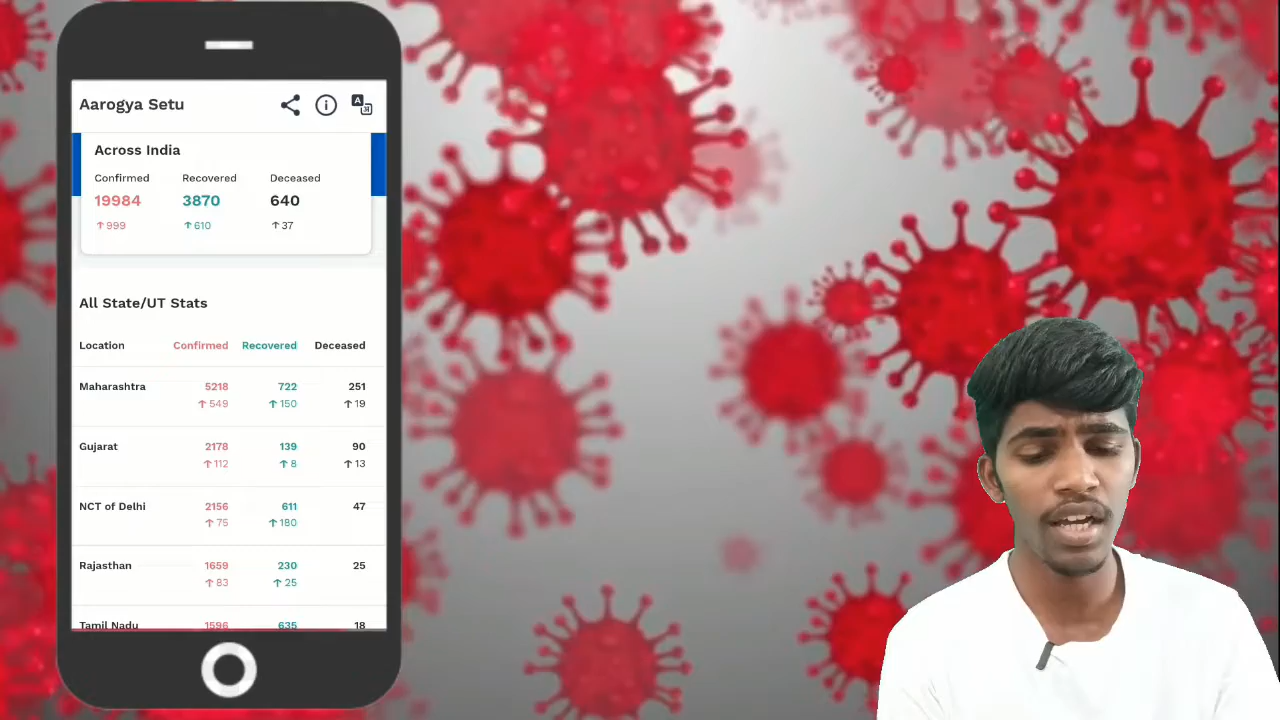 Aarogya Setu
Across India
Confirmed Recovered Deceased
19984 3870 640
↑999 ↑610 ↑37
All State/UT Stats
Location Confirmed Recovered Deceased
Maharashtra 5218 722 251
↑549 ↑150 ↑19
Gujarat 2178 139 90
↑112 ↑8 ↑13
NCT of Delhi 2156 611 47
↑75 ↑180
Rajasthan 1659 230 25
↑83 ↑25
Tamil Nadu 1596 635 18